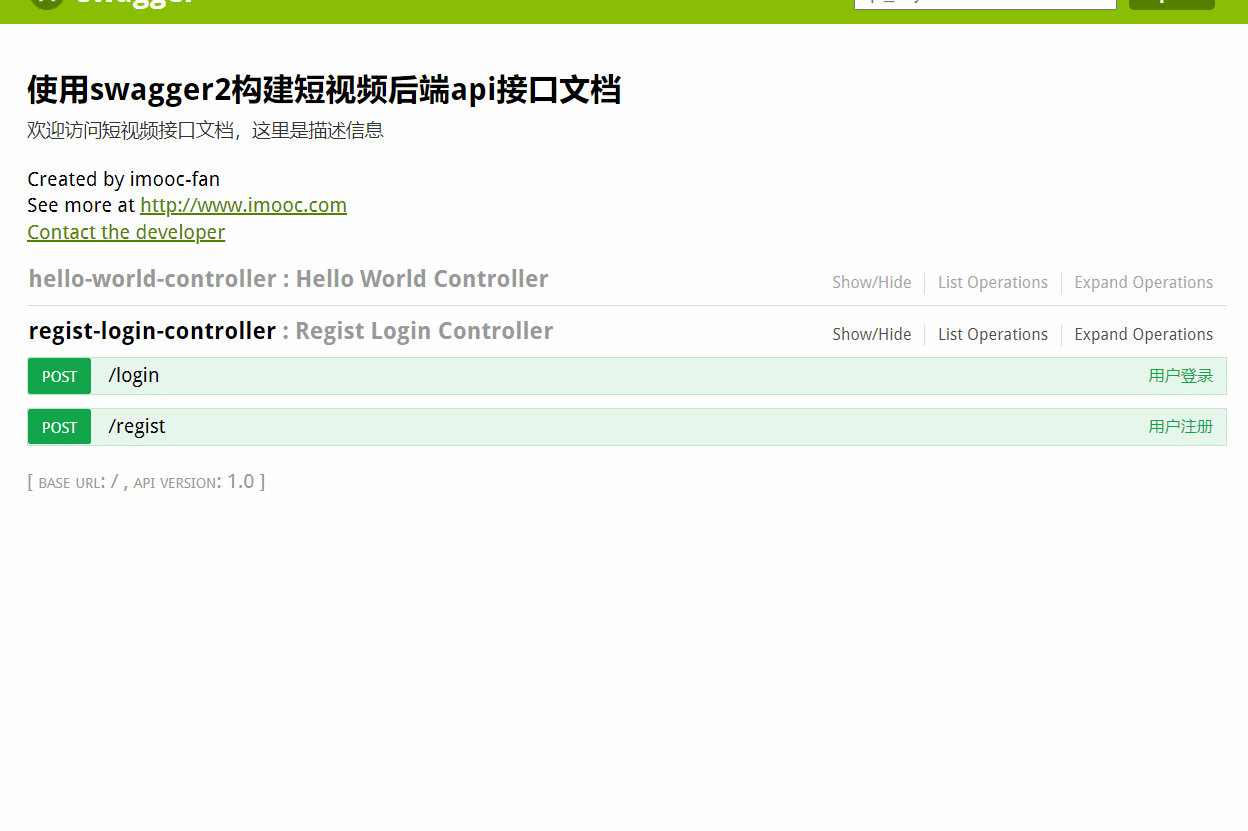 swagger
使用swagger2构建短视频后端api接口文档
欢迎访问短视频接口文档，这里是描述信息
Created by imooc-fan
See more at http://www.imooc.com
Contact the developer
hello-world-controller : Hello World Controller Show/Hide List Operations Expand Operations
regist-login-controller : Regist Login Controller Show/Hide List Operations Expand Operations
POST /login 用户登录
POST /regist 用户注册
[ BASE URL: / , API VERSION: 1.0 ]